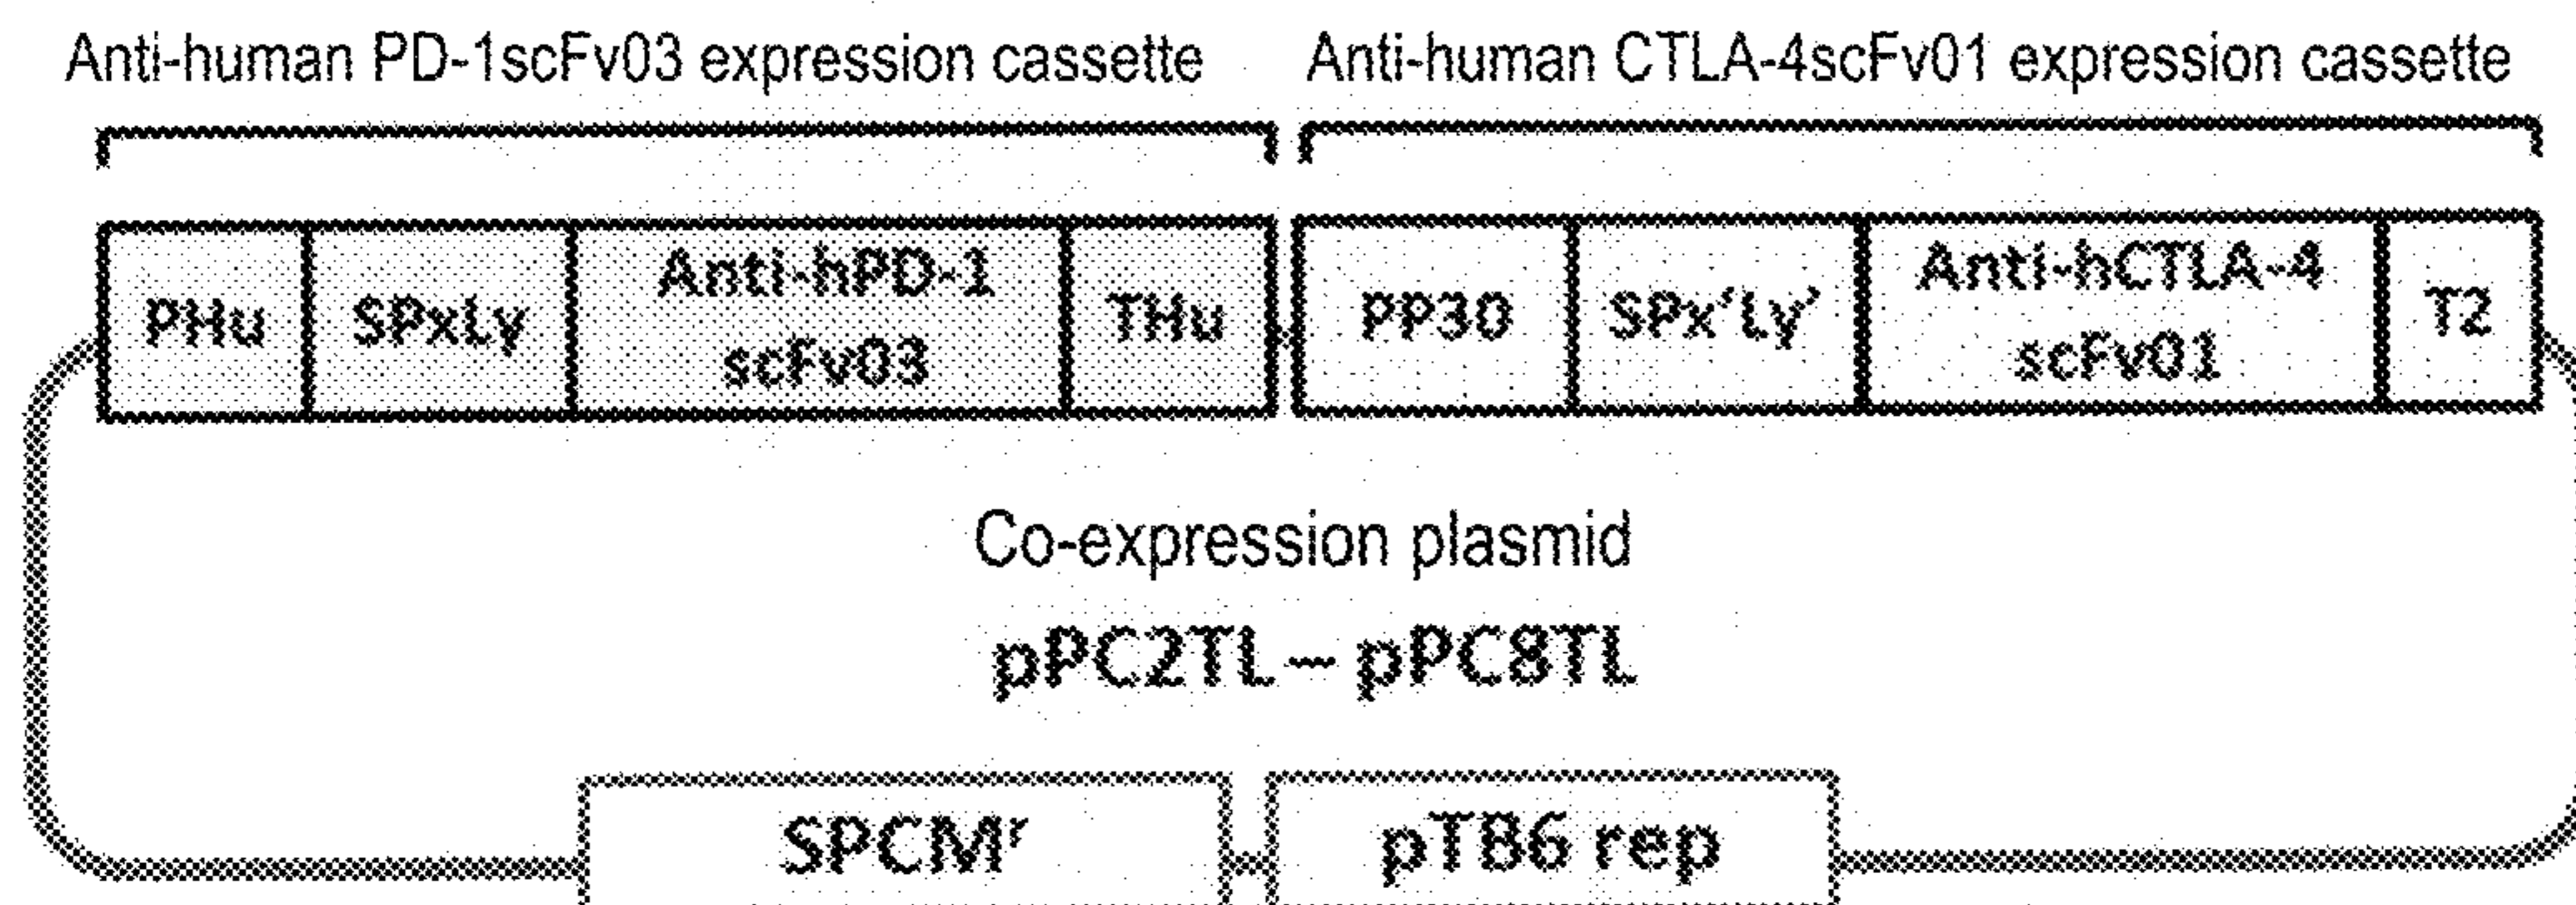 Anti-human PD-1scFv03 expression cassette
Anti-human CTLA-4scFv01 expression cassette
PHu
SPxLy
Anti-hPD-1
scFv03
THu
PP30
SPx'Ly'
Anti-hCTLA-4
scFv01
T2
Co-expression plasmid
pPC2TL – pPC8TL
SPCMʳ
pTB6 rep